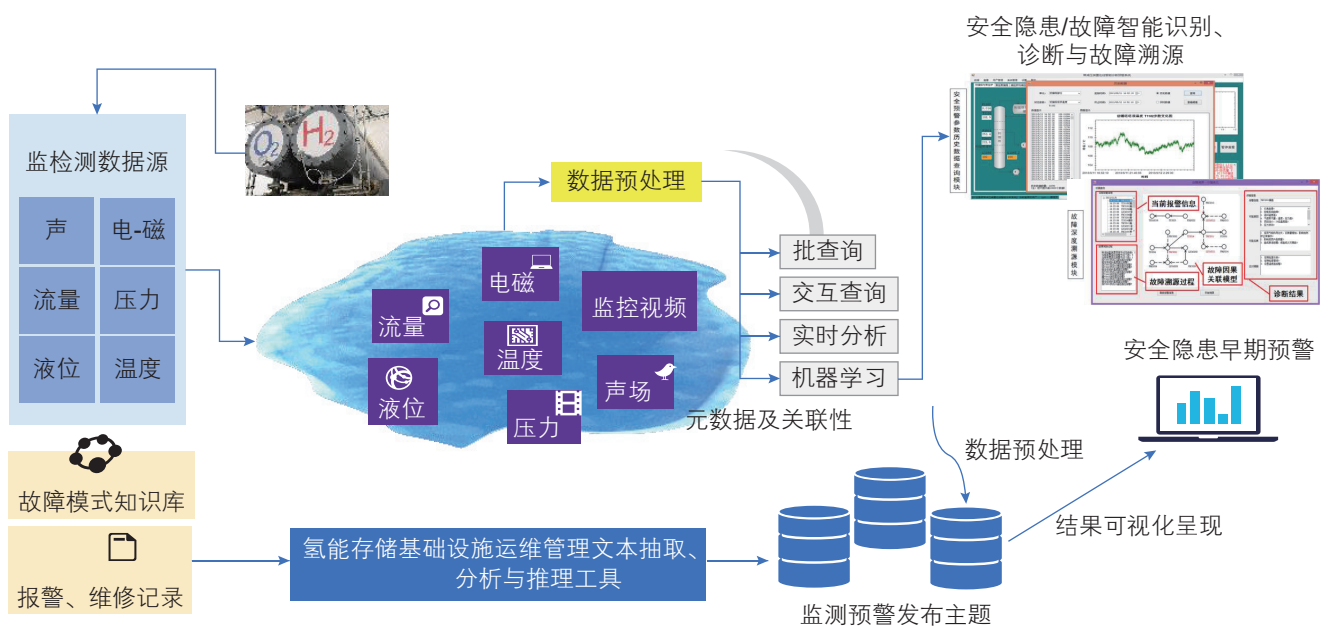 安全隐患/故障智能识别、
诊断与故障溯源
O2
H2
监检测数据源
声
电-磁
流量
压力
液位
温度
数据预处理
电磁
监控视频
流量
温度
液位
声场
压力
元数据及关联性
批查询
交互查询
实时分析
机器学习
安全预警参数历史数据查询模块
故障深度溯源模块
当前报警信息
故障溯源过程
故障因果
关联模型
诊断结果
安全隐患早期预警
数据预处理
结果可视化呈现
故障模式知识库
报警、维修记录
氢能存储基础设施运维管理文本抽取、
分析与推理工具
监测预警发布主题